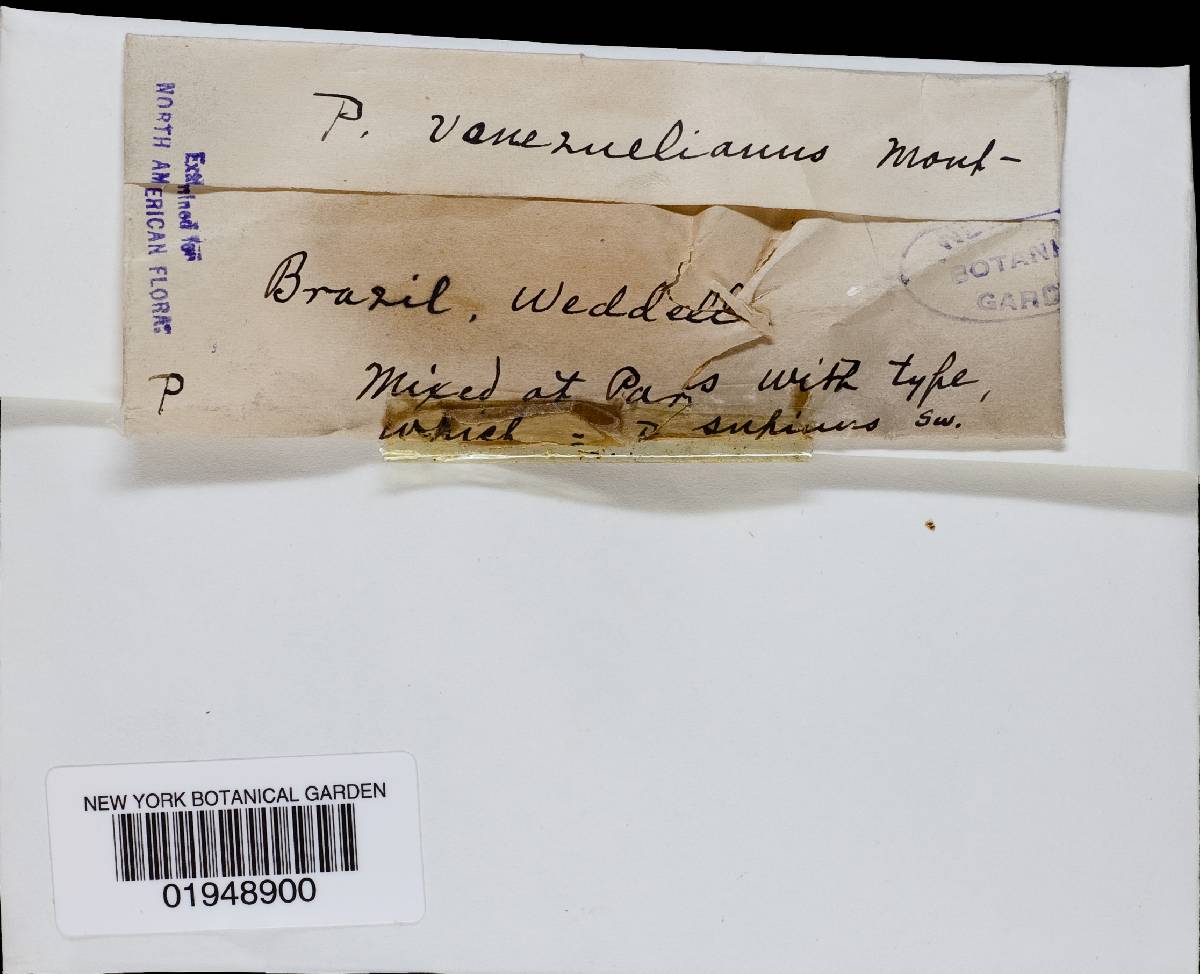 P. Venezuelianus Mont-
Examined for
NORTH AMERICAN FLORA
Brazil, Weddell
BOTANI
GARD
P
Mixed at Paris with type,
which = P supinus Sw.
NEW YORK BOTANICAL GARDEN
01948900